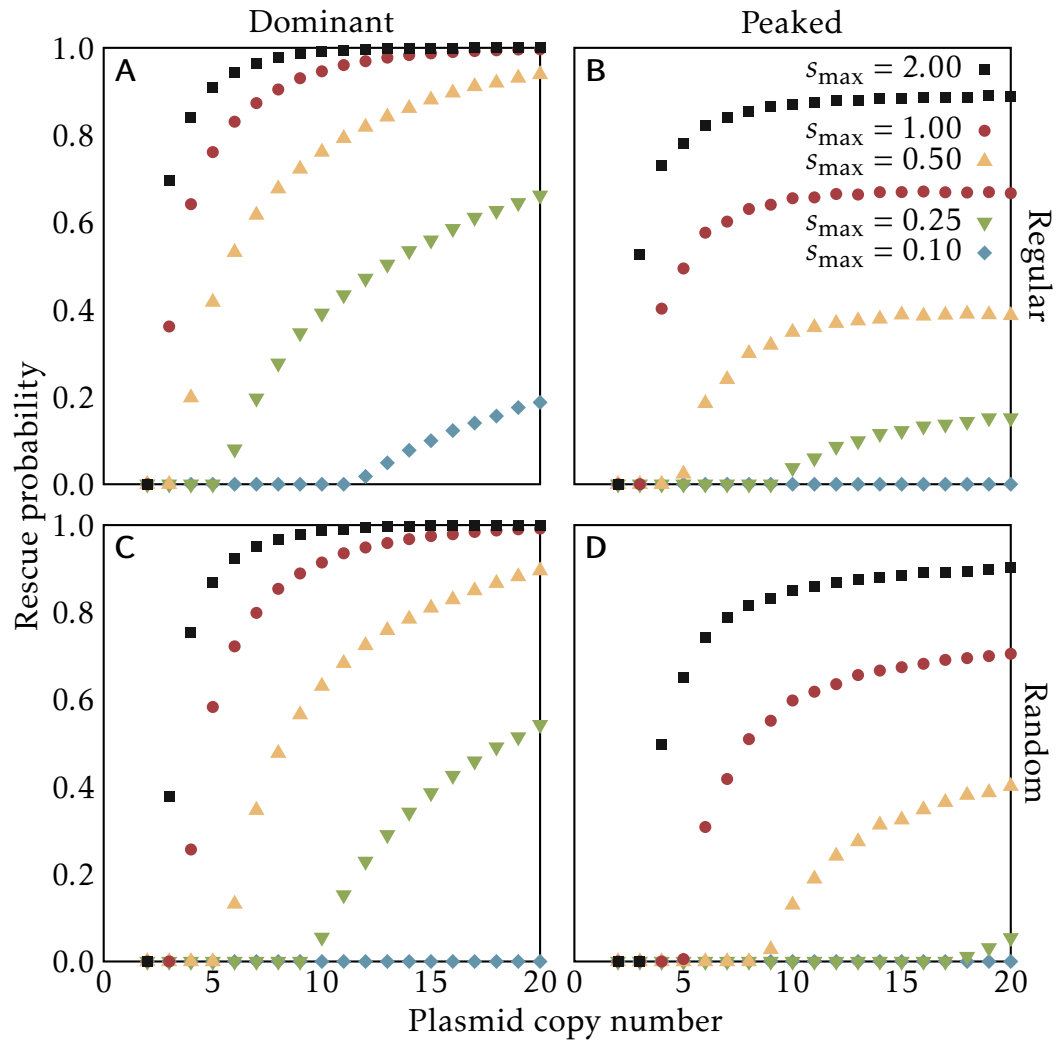 Dominant
Peaked
A
B
C
D
s_max = 2.00
s_max = 1.00
s_max = 0.50
s_max = 0.25
s_max = 0.10
Regular
Random
Rescue probability
1.0
0.8
0.6
0.4
0.2
0.0
1.0
0.8
0.6
0.4
0.2
0.0
0 5 10 15 20 0 5 10 15 20
Plasmid copy number